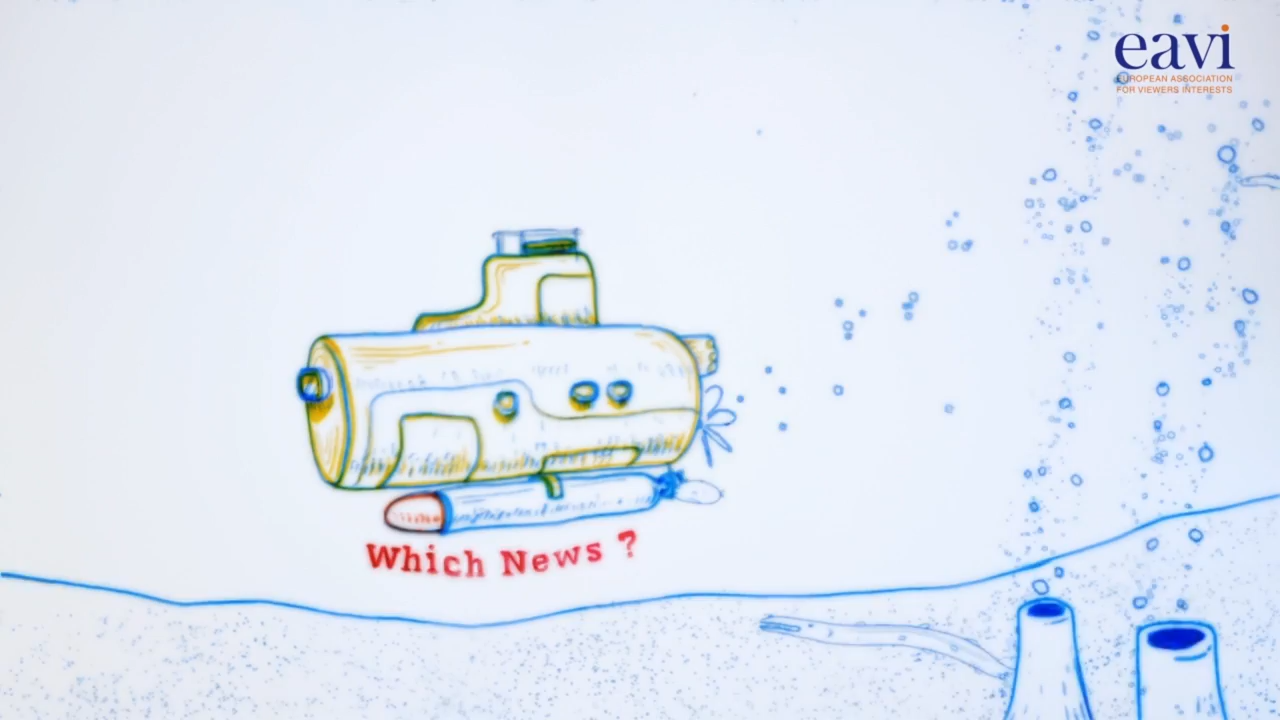 eavi
EUROPEAN ASSOCIATION
FOR VIEWERS INTERESTS
Which News ?